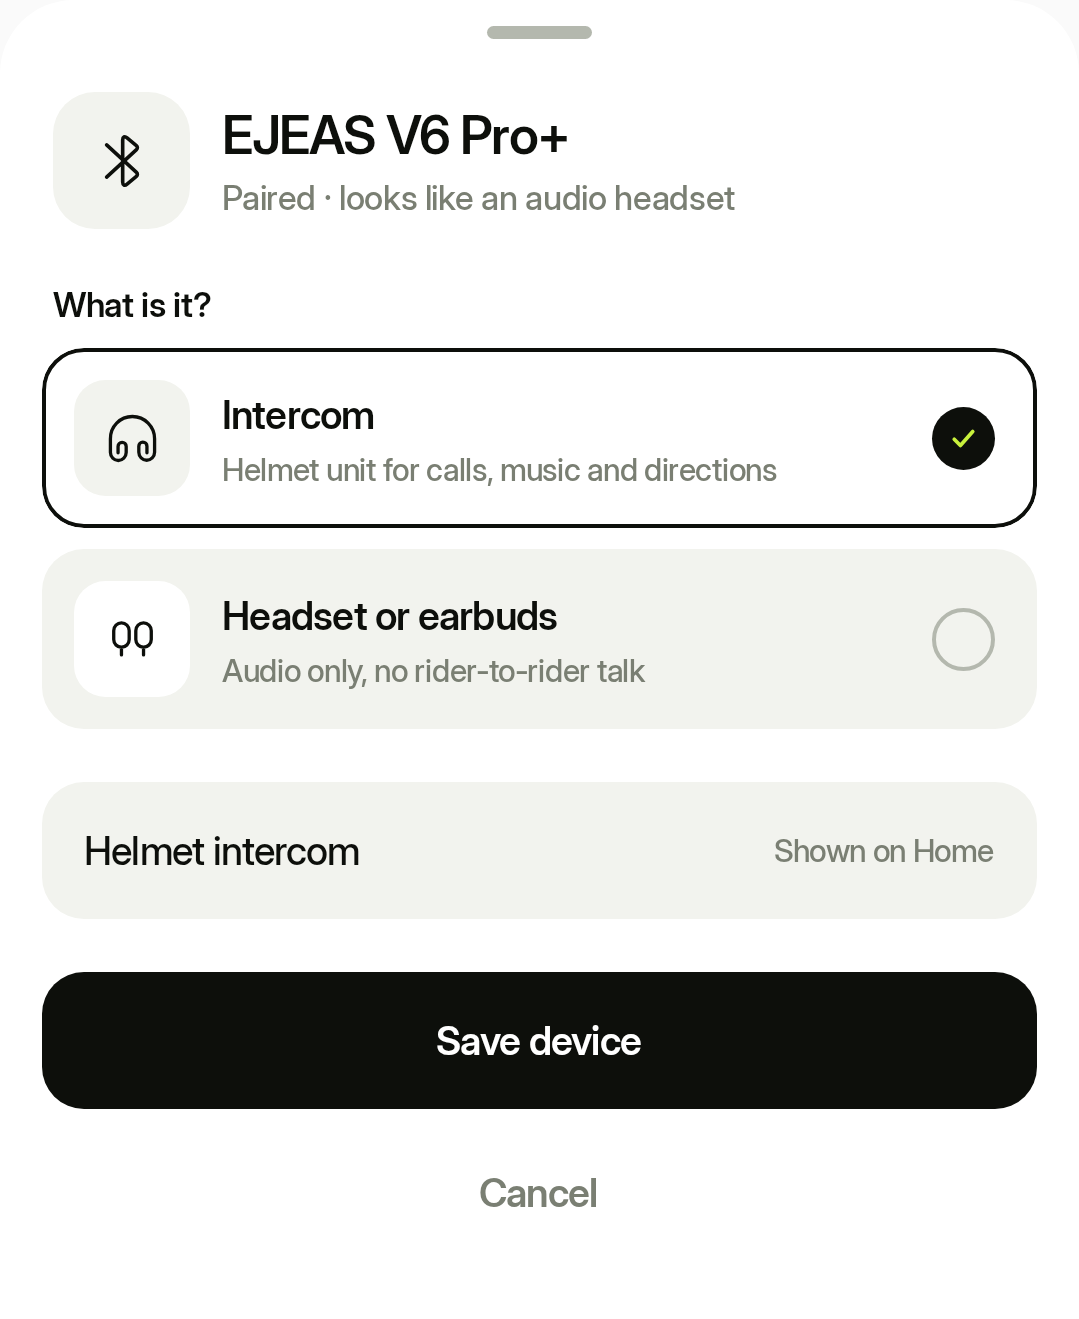 EJEAS V6 Pro+
Paired · looks like an audio headset
What is it?
Intercom
Helmet unit for calls, music and directions
Headset or earbuds
Audio only, no rider-to-rider talk
Helmet intercom
Shown on Home
Save device
Cancel